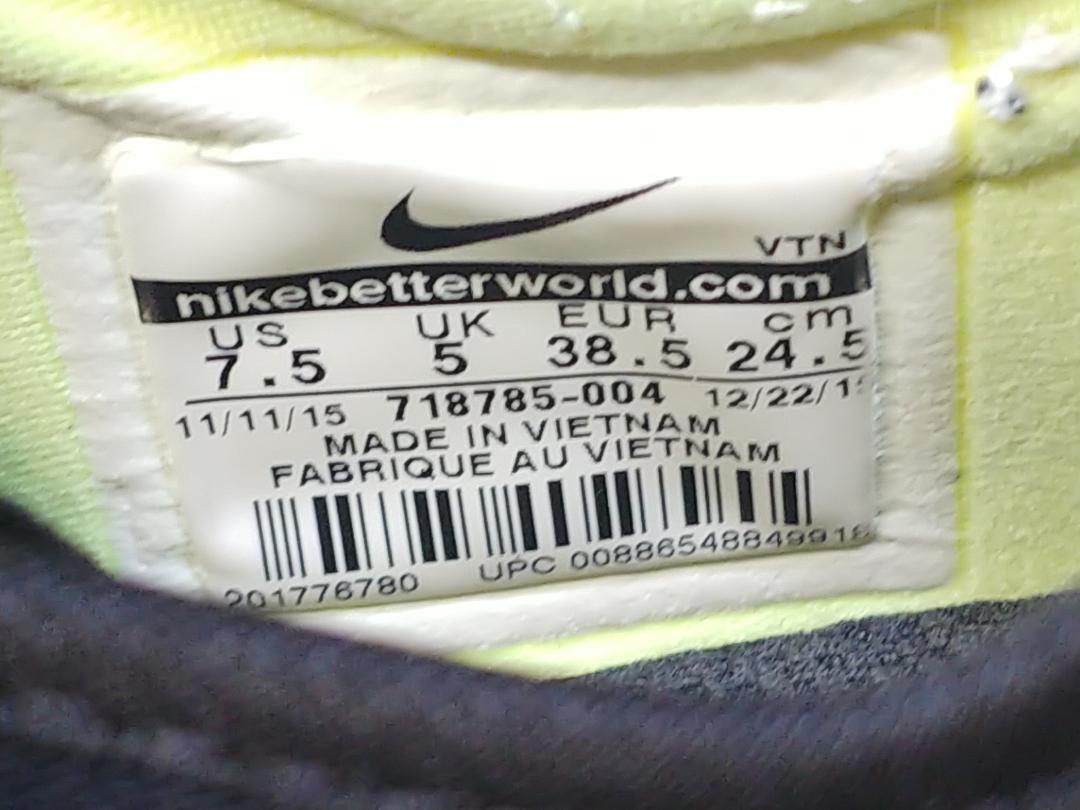 VTN
nikebetterworld.com
US UK EUR cm
7.5 5 38.5 24.5
11/11/15 718785-004
MADE IN VIETNAM
FABRIQUE AU VIETNAM
201776780 UPC 00886548849918